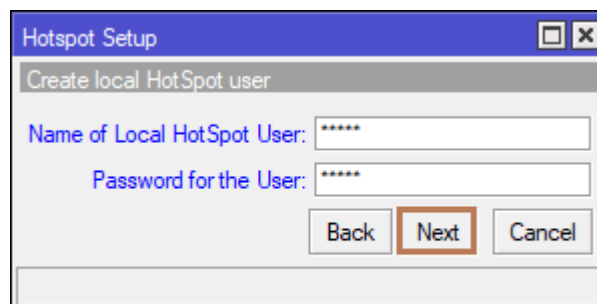 Hotspot Setup
Create local HotSpot user
Name of Local HotSpot User: *****
Password for the User: *****
Back Next Cancel